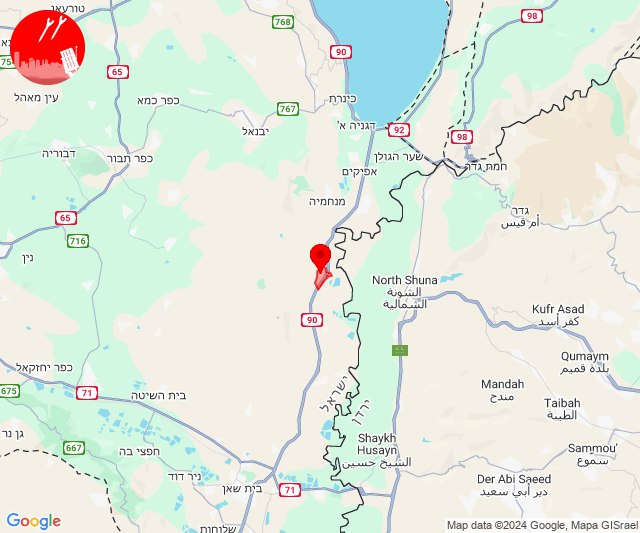 טורעאן
768
90
98
754
65
עין מאהל
כפר כמא
כינרת
767
דגניה א'
92
98
יבנאל
דבוריה
כפר תבור
שער הגולן
חמת גדר
אפיקים
מנחמיה
גדר
أم قيس
65
716
נין
North Shuna
الشونة
الشمالية
90
Kufr Asad
كفر أسد
Qumaym
بلدة قميم
כפר יחזקאל
71
675
בית השיטה
ישראל
ירדן
Mandah
مندح
Taibah
الطيبة
גן נר
667
חפצי בה
Shaykh
Husayn
الشيخ حسين
Sammou'
سموع
ניר דוד
בית שאן
71
Der Abi Saeed
دير أبي سعيد
שלוחות
Google
Map data ©2024 Google, Mapa GISrael